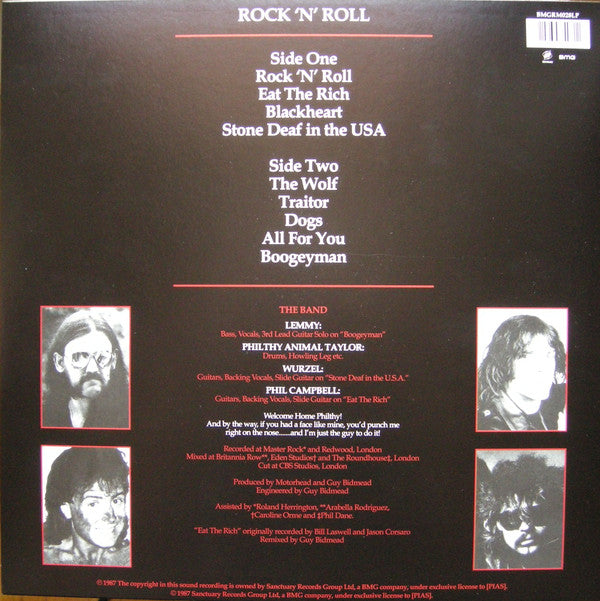 ROCK ‘N’ ROLL
BMGRM028LP
BMG
Side One
Rock ‘N’ Roll
Eat The Rich
Blackheart
Stone Deaf in the USA
Side Two
The Wolf
Traitor
Dogs
All For You
Boogeyman
THE BAND
LEMMY:
Bass, Vocals, 3rd Lead Guitar Solo on “Boogeyman”
PHILTHY ANIMAL TAYLOR:
Drums, Howling Leg etc.
WURZEL:
Guitars, Backing Vocals, Slide Guitar on “Stone Deaf in the U.S.A.”
PHIL CAMPBELL:
Guitars, Backing Vocals, Slide Guitar on “Eat The Rich”
Welcome Home Philthy!
And by the way, if you had a face like mine, you’d punch me
right on the nose......and I’m just the guy to do it!
Recorded at Master Rock* and Redwood, London
Mixed at Britannia Row**, Eden Studios† and The Roundhouse‡, London
Cut at CBS Studios, London
Produced by Motorhead and Guy Bidmead
Engineered by Guy Bidmead
Assisted by *Roland Herrington, **Arabella Rodriguez,
†Caroline Orme and ‡Phil Dane.
“Eat The Rich” originally recorded by Bill Laswell and Jason Corsaro
Remixed by Guy Bidmead
℗ 1987 The copyright in this sound recording is owned by Sanctuary Records Group Ltd, a BMG company, under exclusive license to [PIAS].
© 1987 Sanctuary Records Group Ltd, a BMG company, under exclusive license to [PIAS].